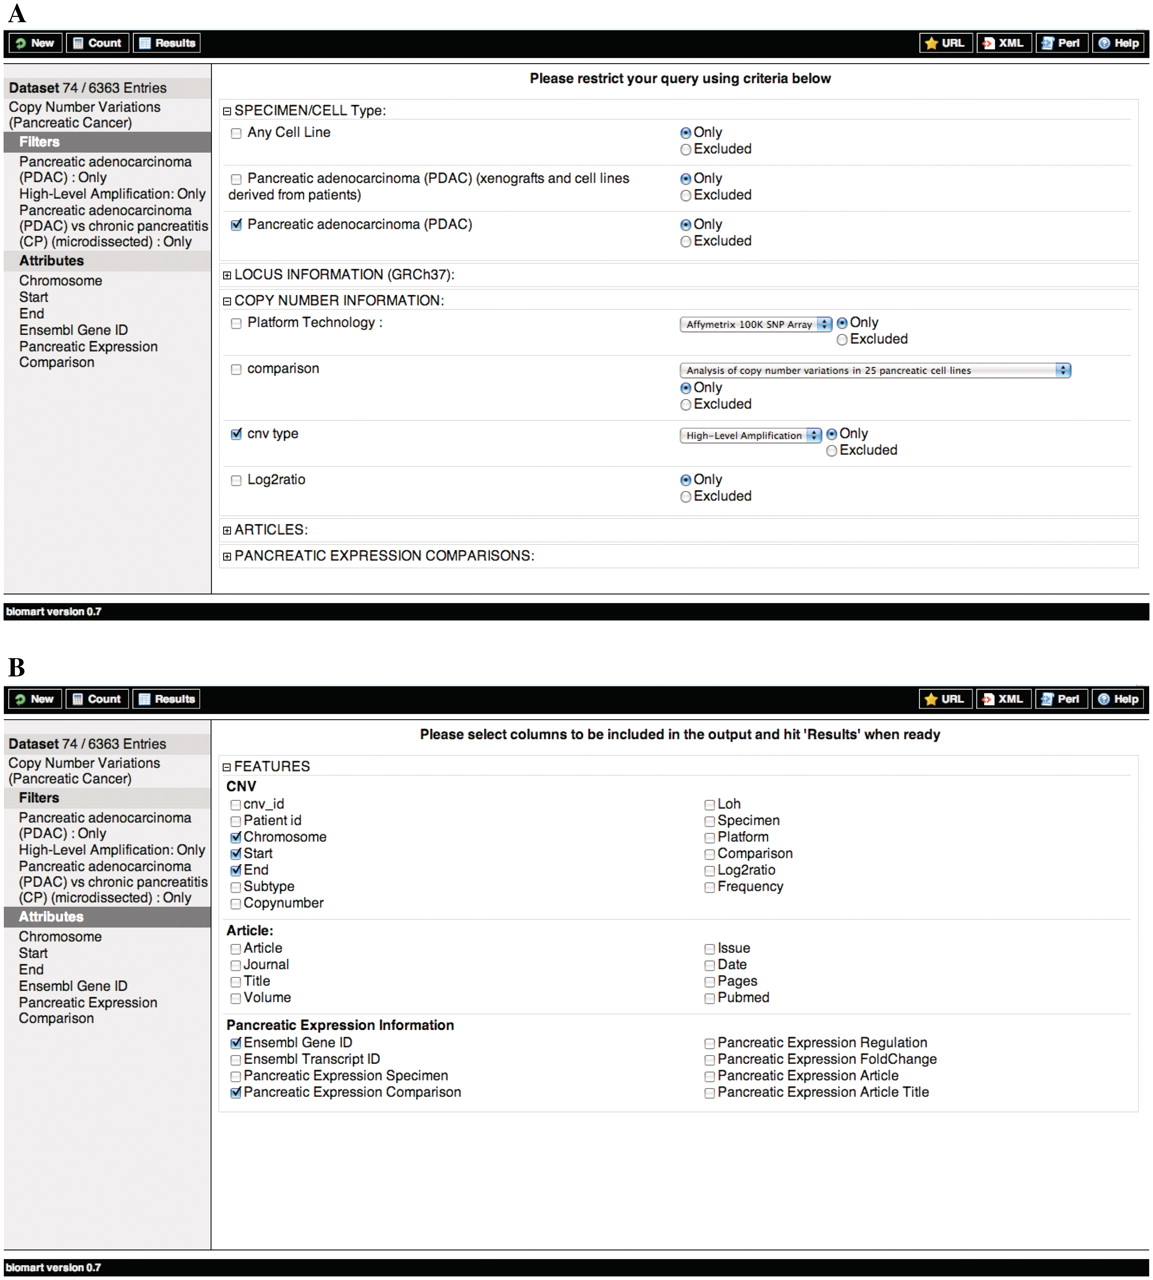 A
New Count Results URL XML Perl Help
Dataset 74 / 6363 Entries
Copy Number Variations
(Pancreatic Cancer)
Filters
Pancreatic adenocarcinoma
(PDAC) : Only
High-Level Amplification: Only
Pancreatic adenocarcinoma
(PDAC) vs chronic pancreatitis
(CP) (microdissected) : Only
Attributes
Chromosome
Start
End
Ensembl Gene ID
Pancreatic Expression
Comparison
Please restrict your query using criteria below
SPECIMEN/CELL Type:
Any Cell Line Only
Excluded
Pancreatic adenocarcinoma (PDAC) (xenografts and cell lines Only
derived from patients) Excluded
Pancreatic adenocarcinoma (PDAC) Only
Excluded
LOCUS INFORMATION (GRCh37):
COPY NUMBER INFORMATION:
Platform Technology : Affymetrix 100K SNP Array Only
Excluded
comparison Analysis of copy number variations in 25 pancreatic cell lines
Only
Excluded
cnv type High-Level Amplification Only
Excluded
Log2ratio Only
Excluded
ARTICLES:
PANCREATIC EXPRESSION COMPARISONS:
biomart version 0.7
B
New Count Results URL XML Perl Help
Dataset 74 / 6363 Entries
Copy Number Variations
(Pancreatic Cancer)
Filters
Pancreatic adenocarcinoma
(PDAC) : Only
High-Level Amplification: Only
Pancreatic adenocarcinoma
(PDAC) vs chronic pancreatitis
(CP) (microdissected) : Only
Attributes
Chromosome
Start
End
Ensembl Gene ID
Pancreatic Expression
Comparison
Please select columns to be included in the output and hit 'Results' when ready
FEATURES
CNV
cnv_id Loh
Patient id Specimen
Chromosome Platform
Start Comparison
End Log2ratio
Subtype Frequency
Copynumber
Article:
Article Issue
Journal Date
Title Pages
Volume Pubmed
Pancreatic Expression Information
Ensembl Gene ID Pancreatic Expression Regulation
Ensembl Transcript ID Pancreatic Expression FoldChange
Pancreatic Expression Specimen Pancreatic Expression Article
Pancreatic Expression Comparison Pancreatic Expression Article Title
biomart version 0.7